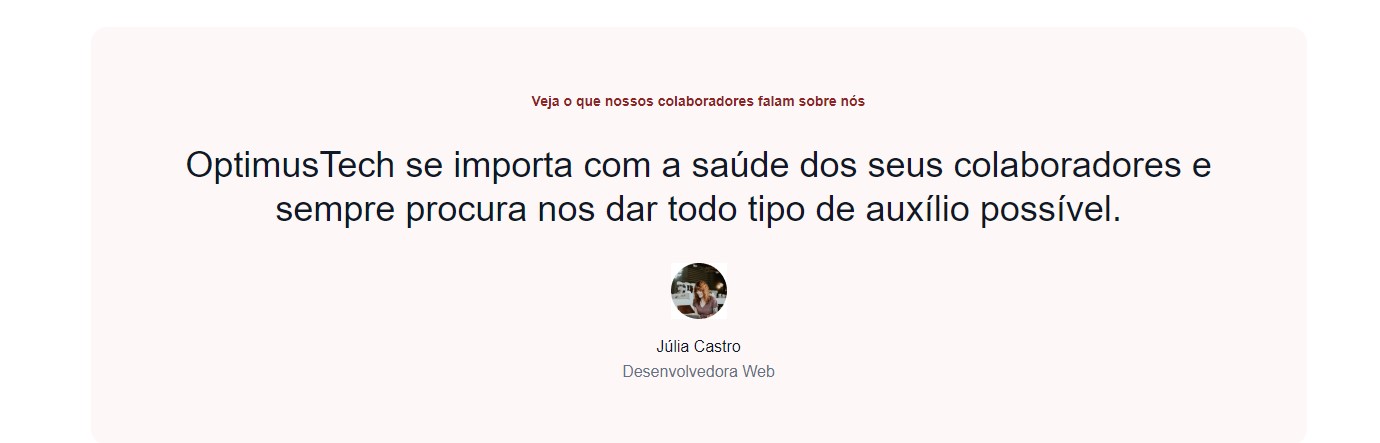 Veja o que nossos colaboradores falam sobre nós
OptimusTech se importa com a saúde dos seus colaboradores e
sempre procura nos dar todo tipo de auxílio possível.
Júlia Castro
Desenvolvedora Web